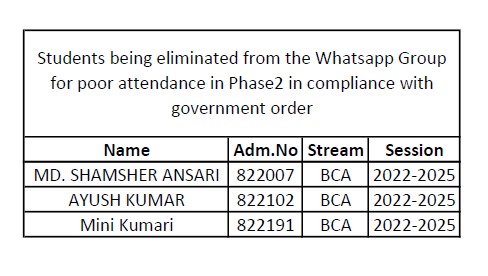 Students being eliminated from the Whatsapp Group
for poor attendance in Phase2 in compliance with
government order
Name Adm.No Stream Session
MD. SHAMSHER ANSARI 822007 BCA 2022-2025
AYUSH KUMAR 822102 BCA 2022-2025
Mini Kumari 822191 BCA 2022-2025